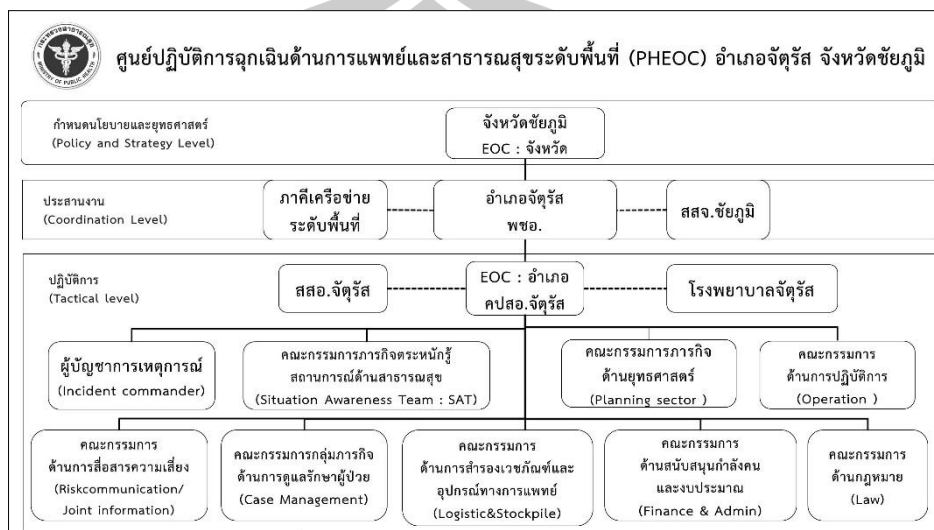 ศูนย์ปฏิบัติการฉุกเฉินด้านการแพทย์และสาธารณสุขระดับพื้นที่ (PHEOC) อำเภอจัตุรัส จังหวัดชัยภูมิ
กำหนดนโยบายและยุทธศาสตร์
(Policy and Strategy Level)
จังหวัดชัยภูมิ
EOC : จังหวัด
ประสานงาน
(Coordination Level)
ภาคีเครือข่าย
ระดับพื้นที่
อำเภอจัตุรัส
พชอ.
สสจ.ชัยภูมิ
ปฏิบัติการ
(Tactical level)
สสอ.จัตุรัส
EOC : อำเภอ
คปสอ.จัตุรัส
โรงพยาบาลจัตุรัส
ผู้บัญชาการเหตุการณ์
(Incident commander)
คณะกรรมการภารกิจตระหนักรู้
สถานการณ์ด้านสาธารณสุข
(Situation Awareness Team : SAT)
คณะกรรมการภารกิจ
ด้านยุทธศาสตร์
(Planning sector )
คณะกรรมการ
ด้านการปฏิบัติการ
(Operation )
คณะกรรมการ
ด้านการสื่อสารความเสี่ยง
(Riskcommunication/
Joint information)
คณะกรรมการกลุ่มภารกิจ
ด้านการดูแลรักษาผู้ป่วย
(Case Management)
คณะกรรมการ
ด้านการสำรองเวชภัณฑ์และ
อุปกรณ์ทางการแพทย์
(Logistic&Stockpile)
คณะกรรมการ
ด้านสนับสนุนกำลังคน
และงบประมาณ
(Finance & Admin)
คณะกรรมการ
ด้านกฎหมาย
(Law)
กระทรวงสาธารณสุข
MINISTRY OF PUBLIC HEALTH